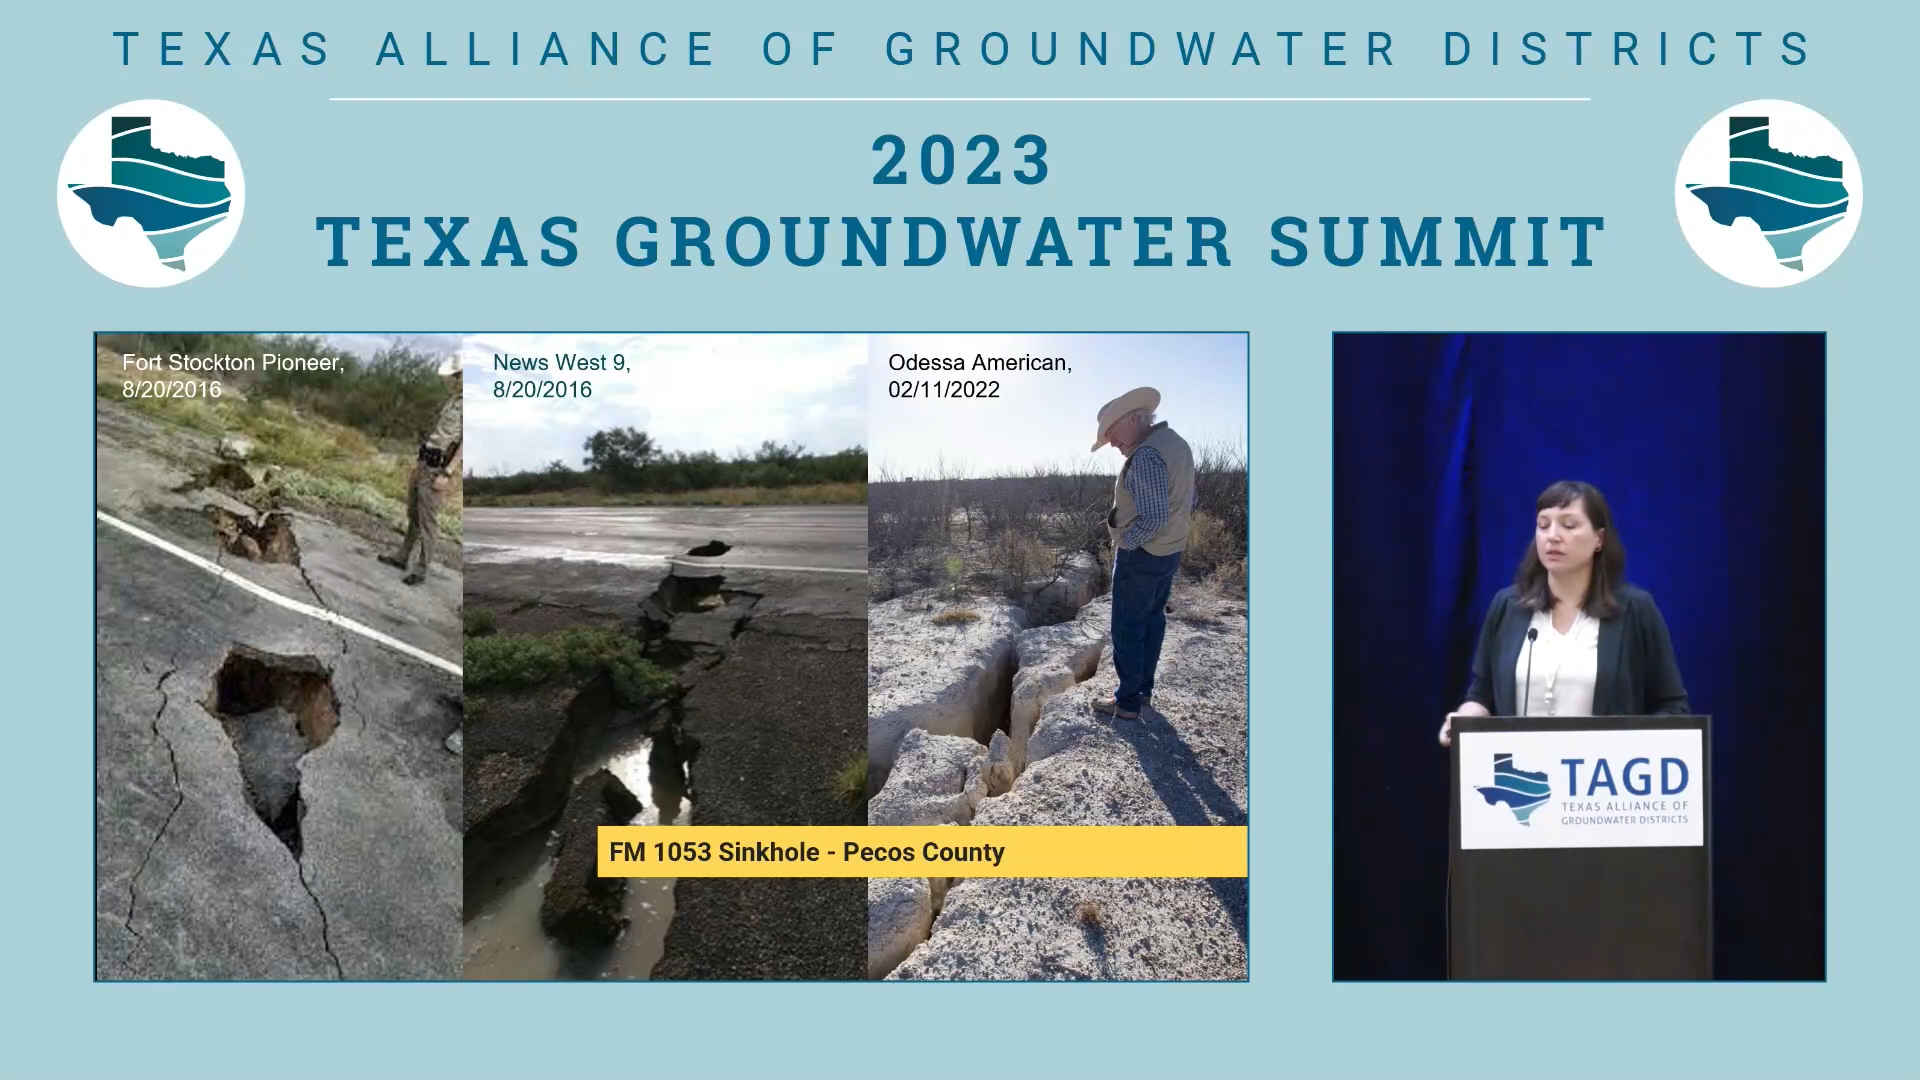 TEXAS ALLIANCE OF GROUNDWATER DISTRICTS
2023
TEXAS GROUNDWATER SUMMIT
Fort Stockton Pioneer,
8/20/2016
News West 9,
8/20/2016
Odessa American,
02/11/2022
FM 1053 Sinkhole - Pecos County
TAGD
TEXAS ALLIANCE OF
GROUNDWATER DISTRICTS